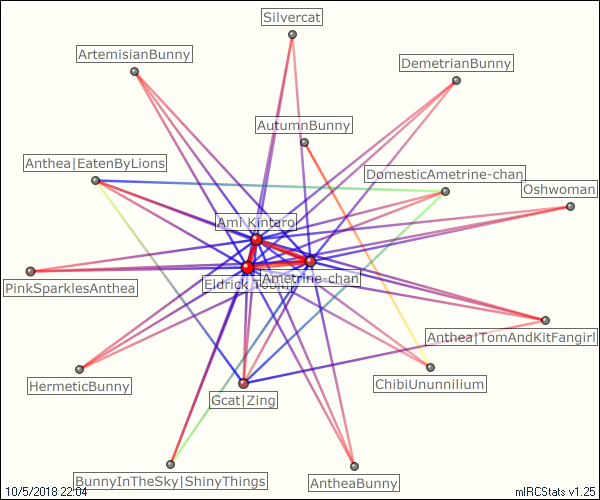 Silvercat
ArtemisianBunny
DemetrianBunny
AutumnBunny
Anthea|EatenByLions
DomesticAmetrine-chan
Oshwoman
Ami Kintaro
Eldrick Tobin
Ametrine-chan
PinkSparklesAnthea
Anthea|TomAndKitFangirl
HermeticBunny
ChibiUnunnilium
Gcat|Zing
BunnyInTheSky|ShinyThings
AntheaBunny
10/5/2018 22:04
mIRCStats v1.25